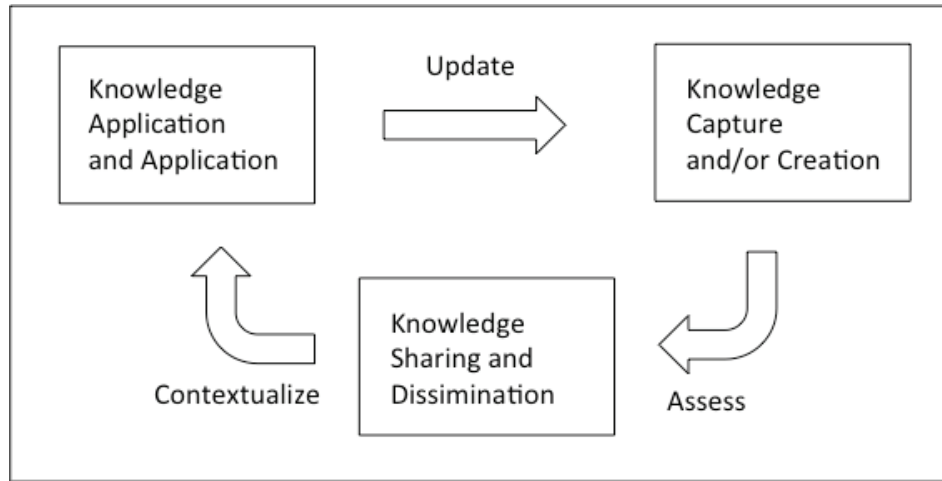 Knowledge
Application
and Application
Update
Knowledge
Capture
and/or Creation
Knowledge
Sharing and
Dissimination
Contextualize
Assess